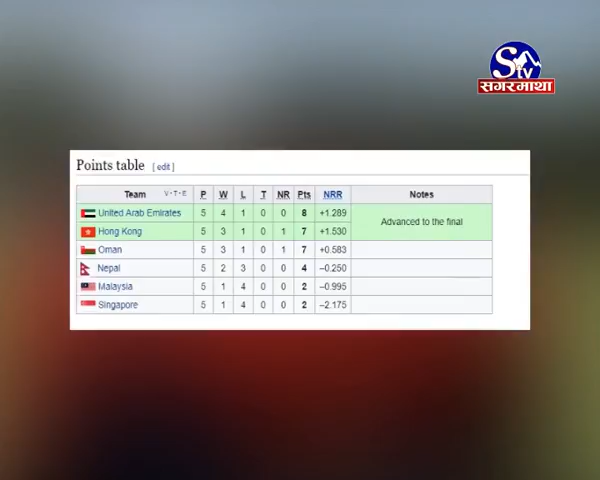 S
tv
सगरमाथा
Points table [ edit ]
Team V · T · E P W L T NR Pts NRR Notes
United Arab Emirates 5 4 1 0 0 8 +1.289 Advanced to the final
Hong Kong 5 3 1 0 1 7 +1.530
Oman 5 3 1 0 1 7 +0.583
Nepal 5 2 3 0 0 4 –0.250
Malaysia 5 1 4 0 0 2 –0.995
Singapore 5 1 4 0 0 2 –2.175